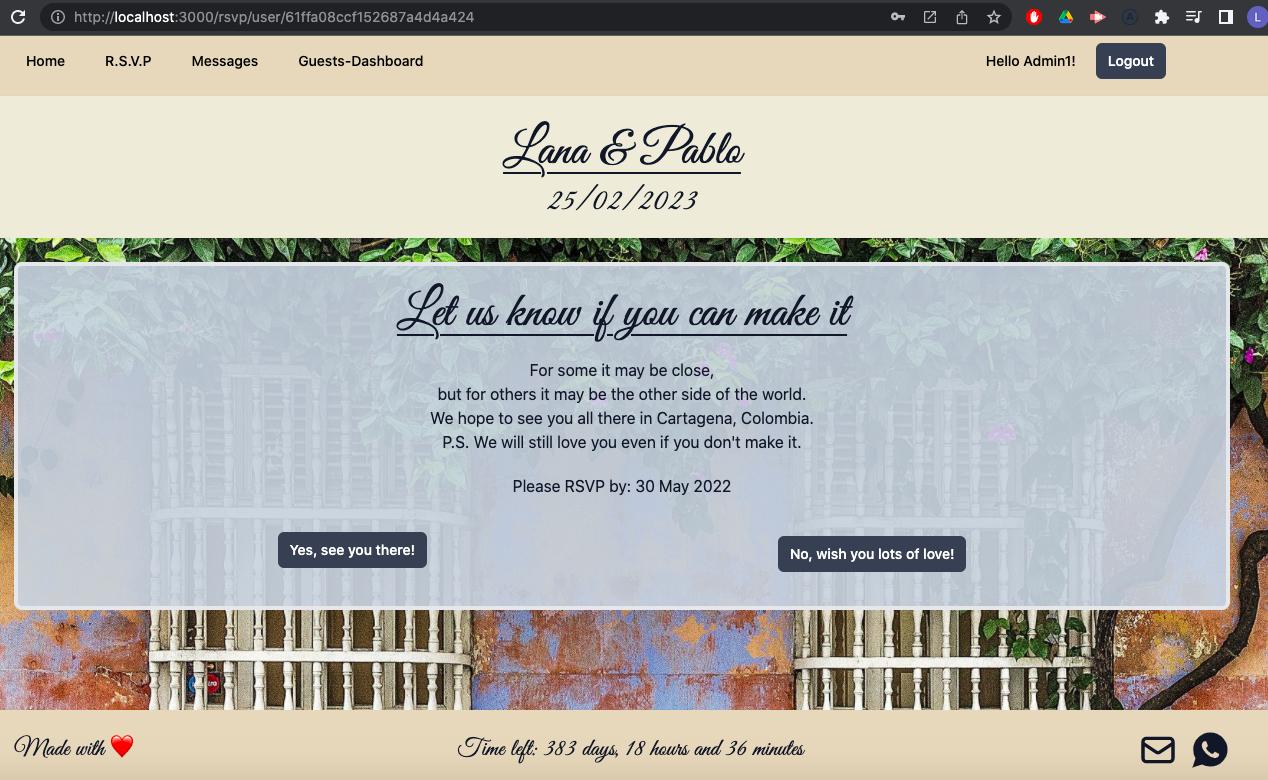 http://localhost:3000/rsvp/user/61ffa08ccf152687a4d4a424
L
Home R.S.V.P Messages Guests-Dashboard Hello Admin1! Logout
Lana & Pablo
25/02/2023
Let us know if you can make it
For some it may be close,
but for others it may be the other side of the world.
We hope to see you all there in Cartagena, Colombia.
P.S. We will still love you even if you don't make it.
Please RSVP by: 30 May 2022
Yes, see you there! No, wish you lots of love!
Made with ❤️ Time left: 383 days, 18 hours and 36 minutes